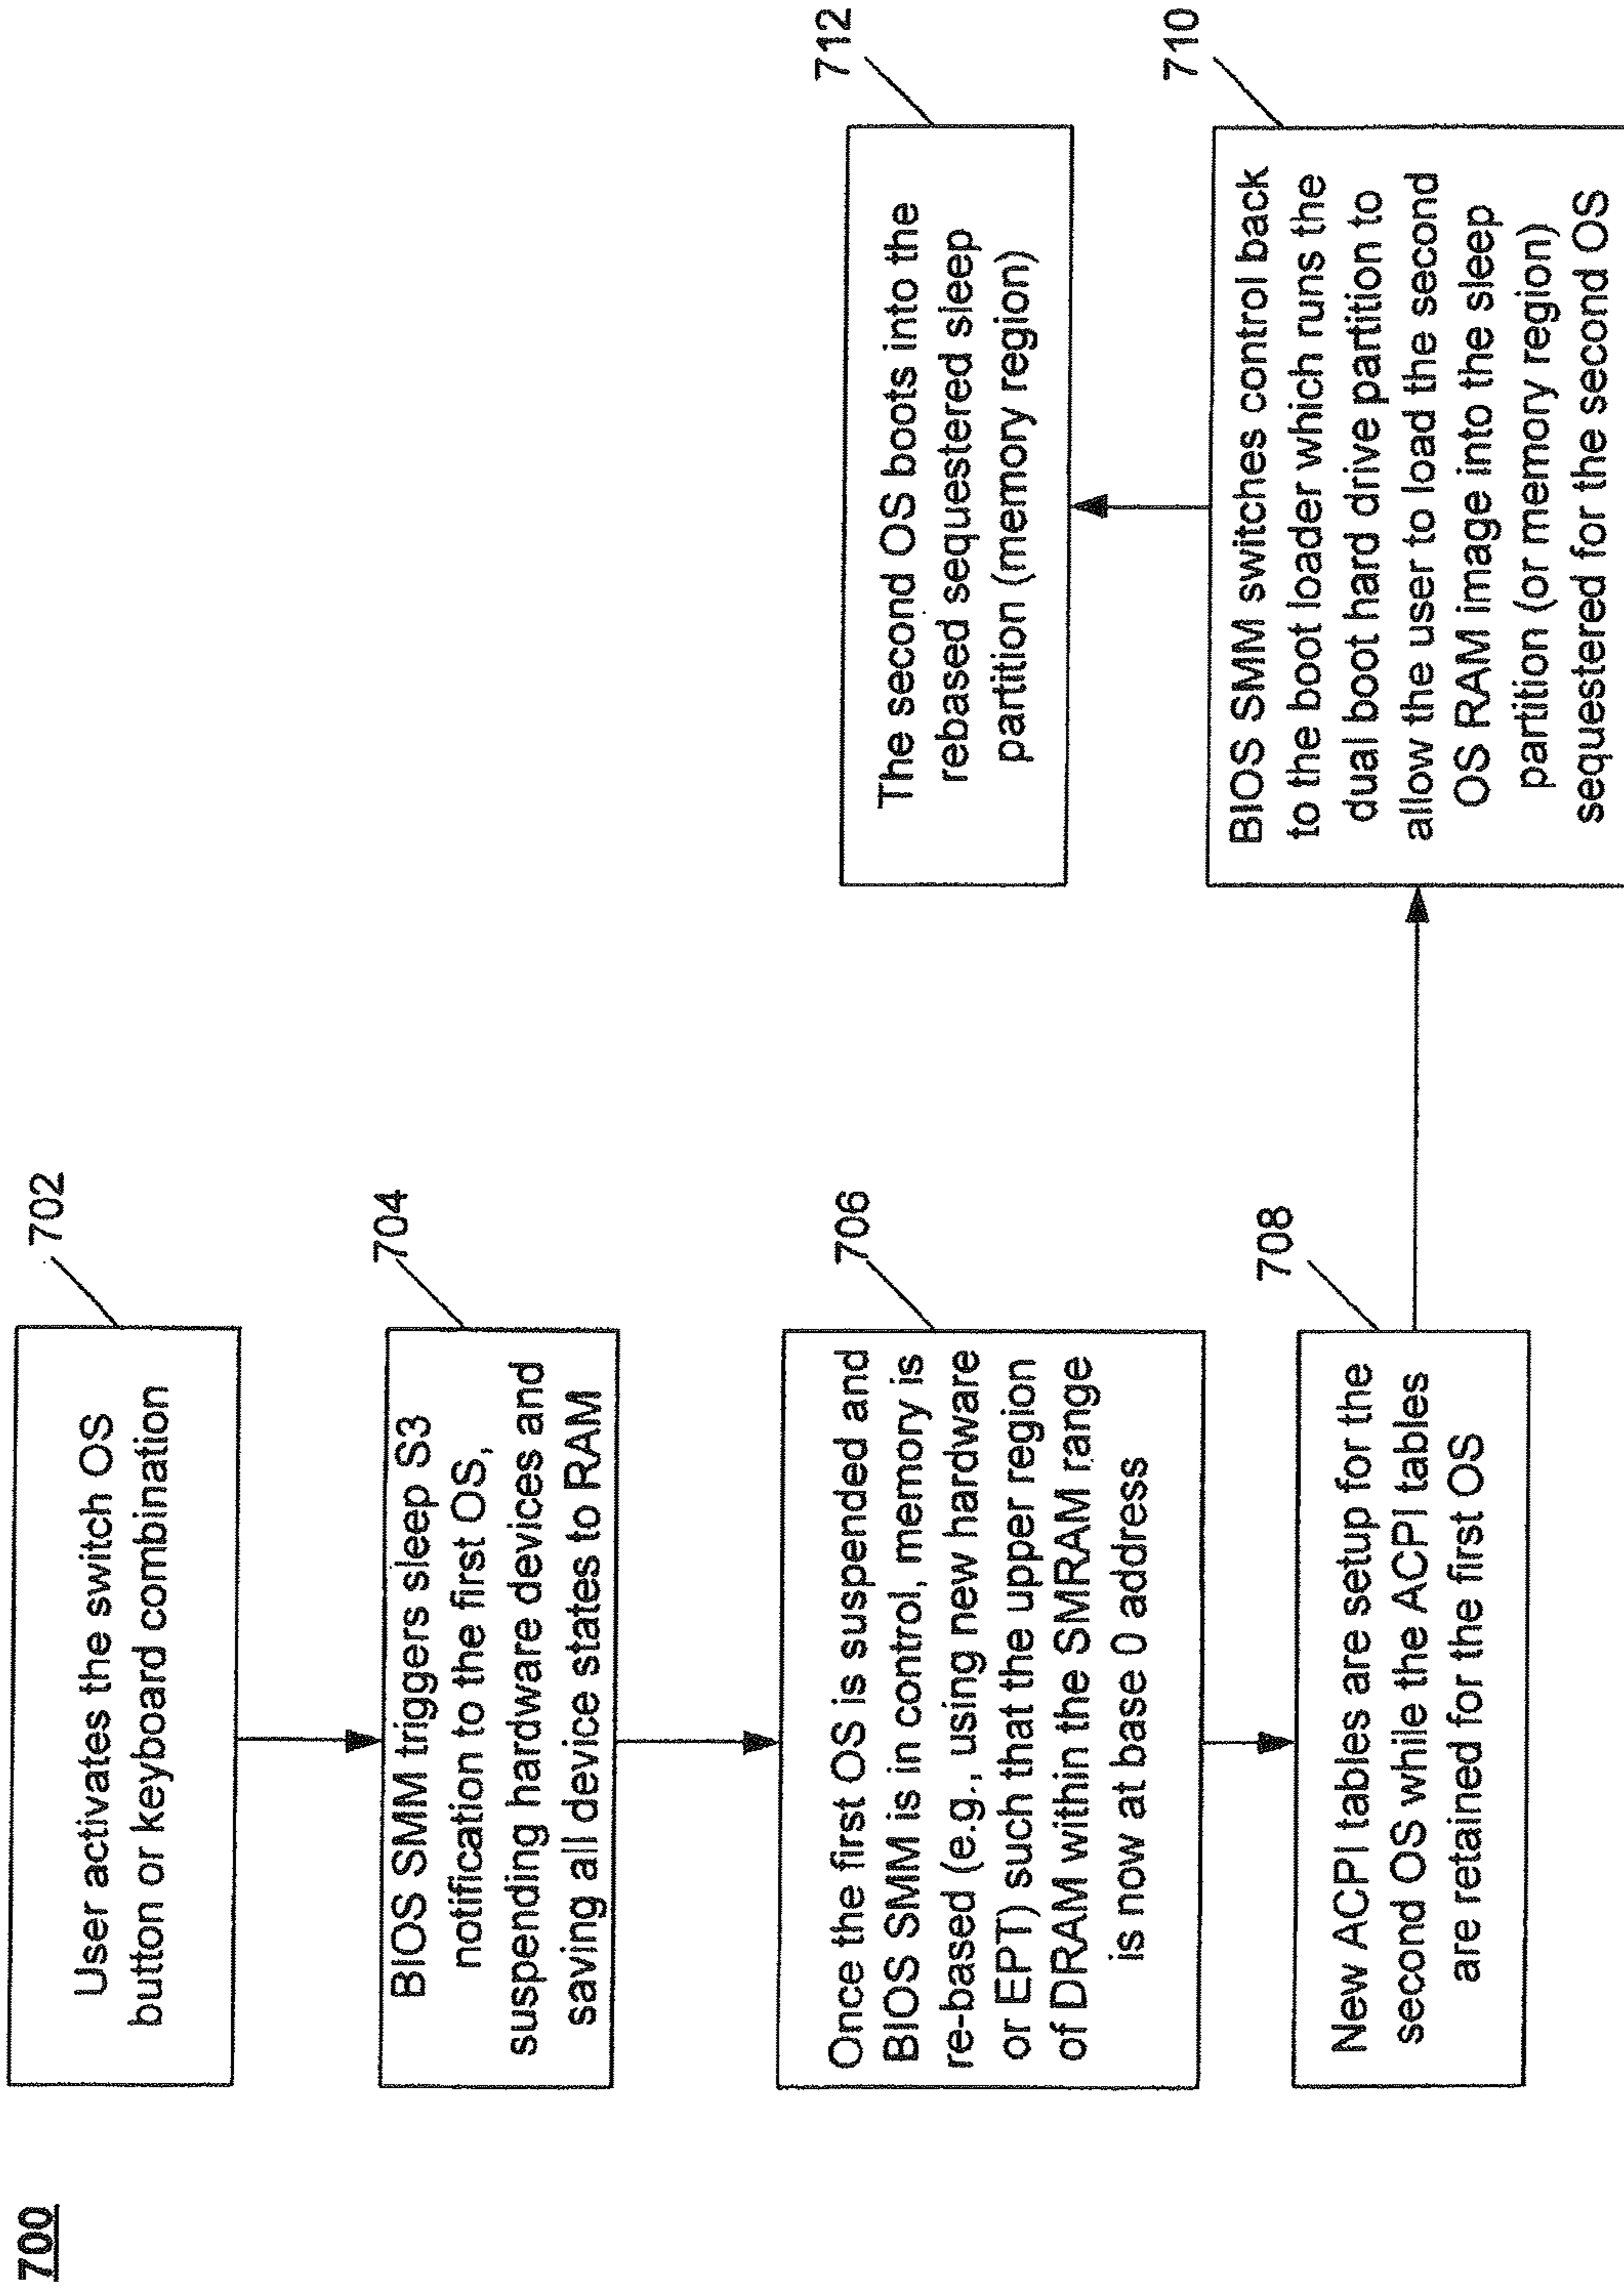 700
702
User activates the switch OS
button or keyboard combination
704
BIOS SMM triggers sleep S3
notification to the first OS,
suspending hardware devices and
saving all device states to RAM
706
Once the first OS is suspended and
BIOS SMM is in control, memory is
re-based (e.g., using new hardware
or EPT) such that the upper region
of DRAM within the SMRAM range
is now at base 0 address
708
New ACPI tables are setup for the
second OS while the ACPI tables
are retained for the first OS
710
BIOS SMM switches control back
to the boot loader which runs the
dual boot hard drive partition to
allow the user to load the second
OS RAM image into the sleep
partition (or memory region)
sequestered for the second OS
712
The second OS boots into the
rebased sequestered sleep
partition (memory region)